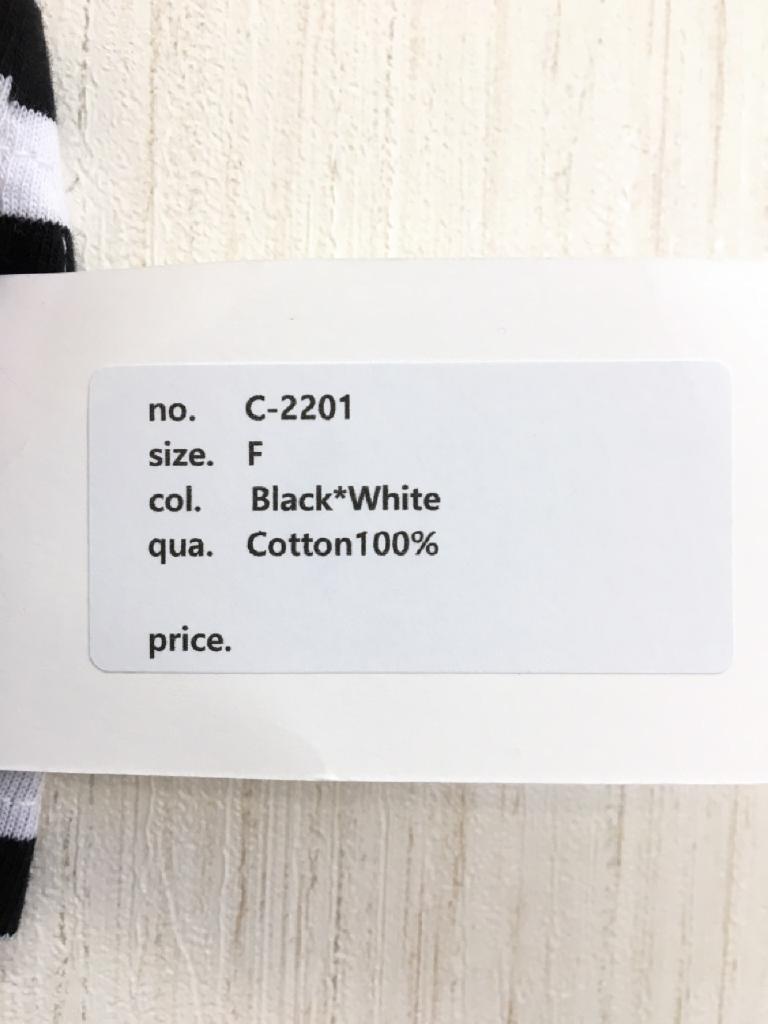 no. C-2201
size. F
col. Black*White
qua. Cotton100%
price.